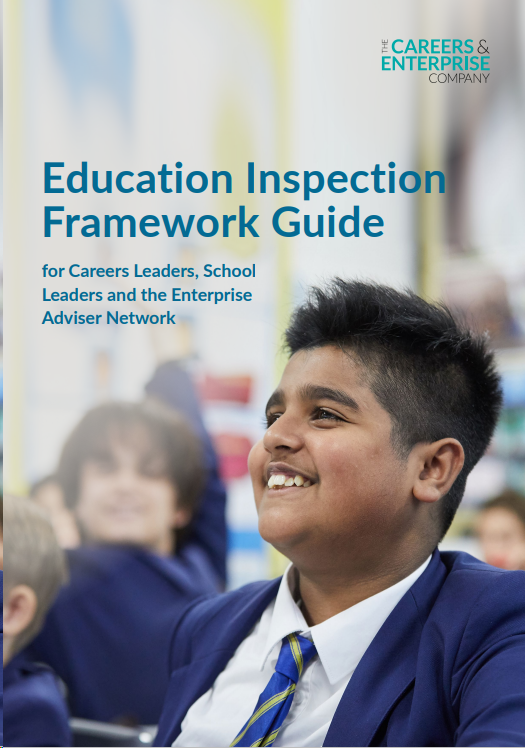 THE CAREERS &
ENTERPRISE
COMPANY
Education Inspection
Framework Guide
for Careers Leaders, School
Leaders and the Enterprise
Adviser Network